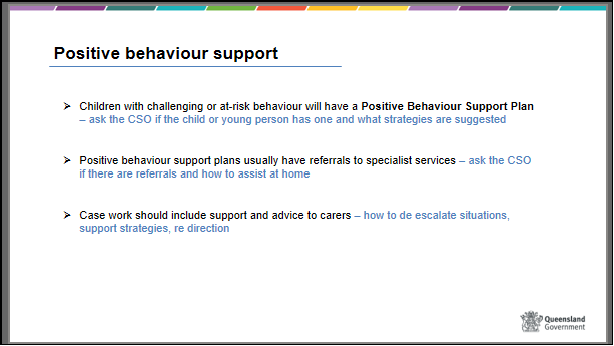 Positive behaviour support
➢ Children with challenging or at-risk behaviour will have a Positive Behaviour Support Plan
– ask the CSO if the child or young person has one and what strategies are suggested
➢ Positive behaviour support plans usually have referrals to specialist services – ask the CSO
if there are referrals and how to assist at home
➢ Case work should include support and advice to carers – how to de escalate situations,
support strategies, re direction
Queensland
Government